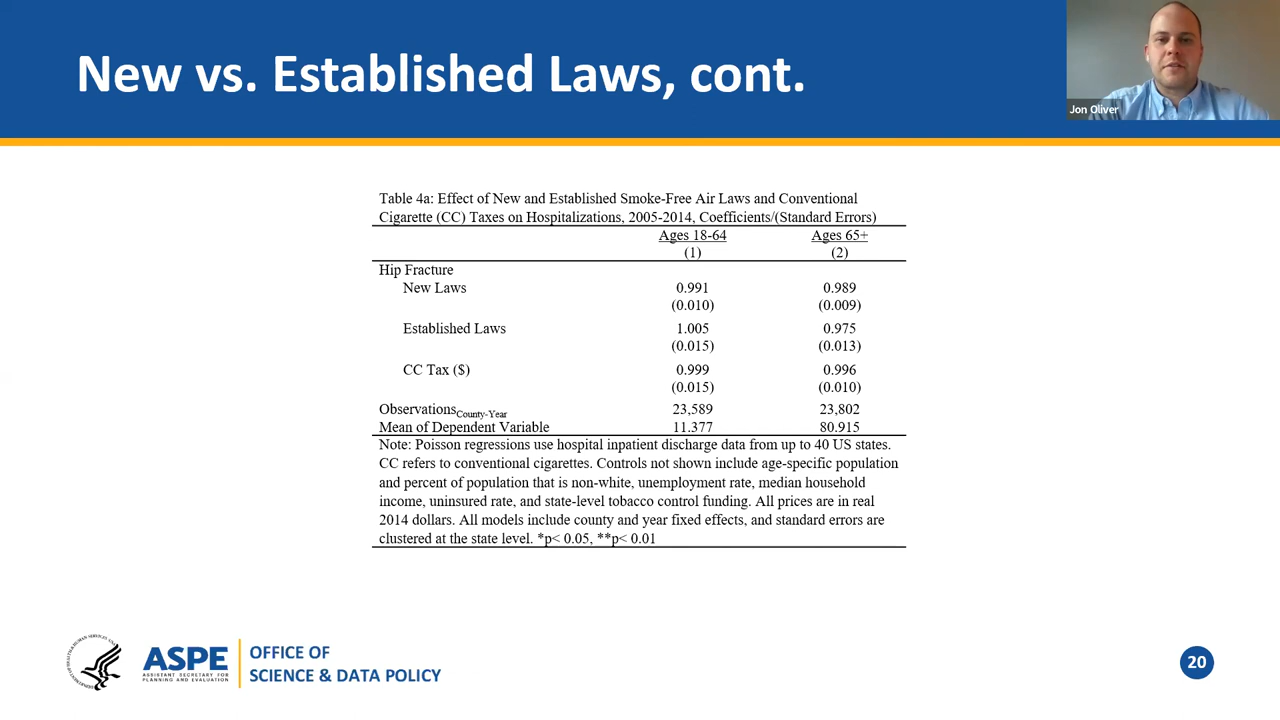 New vs. Established Laws, cont.
Jon Oliver
Table 4a: Effect of New and Established Smoke-Free Air Laws and Conventional
Cigarette (CC) Taxes on Hospitalizations, 2005-2014, Coefficients/(Standard Errors)
Ages 18-64 Ages 65+
(1) (2)
Hip Fracture
New Laws 0.991 0.989
(0.010) (0.009)
Established Laws 1.005 0.975
(0.015) (0.013)
CC Tax ($) 0.999 0.996
(0.015) (0.010)
Observations County-Year 23,589 23,802
Mean of Dependent Variable 11.377 80.915
Note: Poisson regressions use hospital inpatient discharge data from up to 40 US states.
CC refers to conventional cigarettes. Controls not shown include age-specific population
and percent of population that is non-white, unemployment rate, median household
income, uninsured rate, and state-level tobacco control funding. All prices are in real
2014 dollars. All models include county and year fixed effects, and standard errors are
clustered at the state level. *p< 0.05, **p< 0.01
ASPE
ASSISTANT SECRETARY FOR
PLANNING AND EVALUATION
OFFICE OF
SCIENCE & DATA POLICY
20